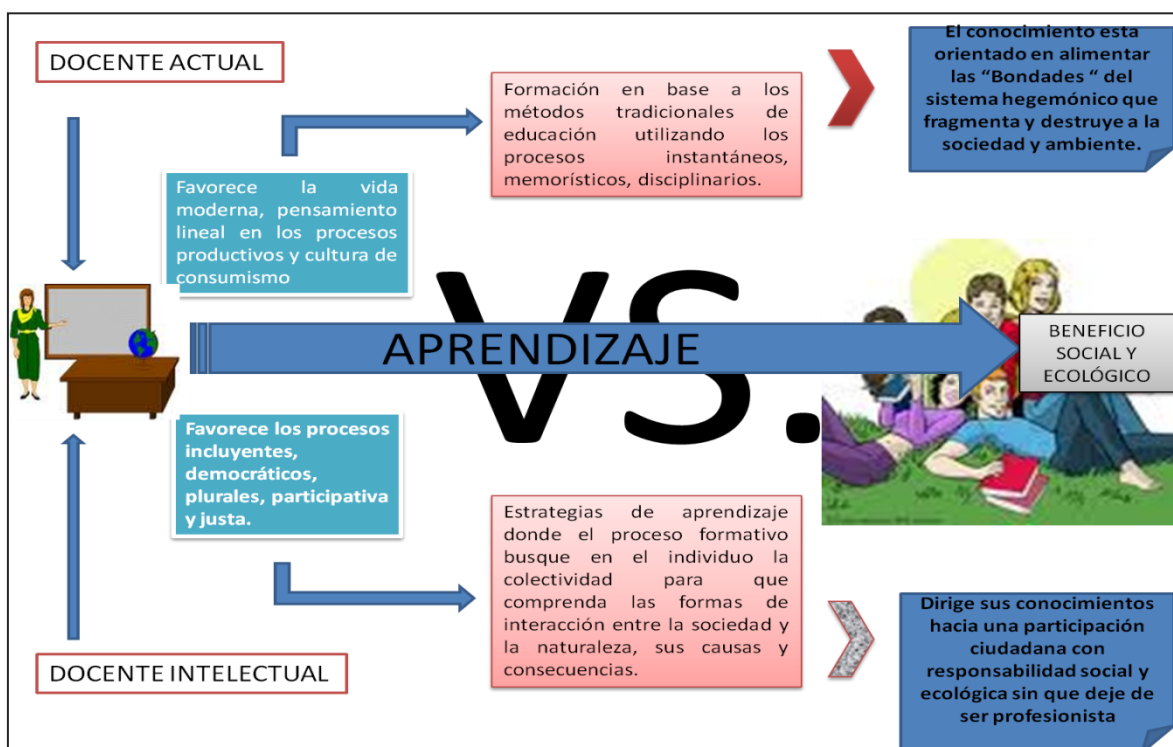 DOCENTE ACTUAL
Favorece la vida
moderna, pensamiento
lineal en los procesos
productivos y cultura de
consumismo
Formación en base a los
métodos tradicionales de
educación utilizando los
procesos instantáneos,
memorísticos, disciplinarios.
El conocimiento esta
orientado en alimentar
las “Bondades “ del
sistema hegemónico que
fragmenta y destruye a la
sociedad y ambiente.
VS.
APRENDIZAJE
BENEFICIO
SOCIAL Y
ECOLÓGICO
Favorece los procesos
incluyentes,
democráticos,
plurales, participativa
y justa.
Estrategias de aprendizaje
donde el proceso formativo
busque en el individuo la
colectividad para que
comprenda las formas de
interacción entre la sociedad y
la naturaleza, sus causas y
consecuencias.
Dirige sus conocimientos
hacia una participación
ciudadana con
responsabilidad social y
ecológica sin que deje de
ser profesionista
DOCENTE INTELECTUAL